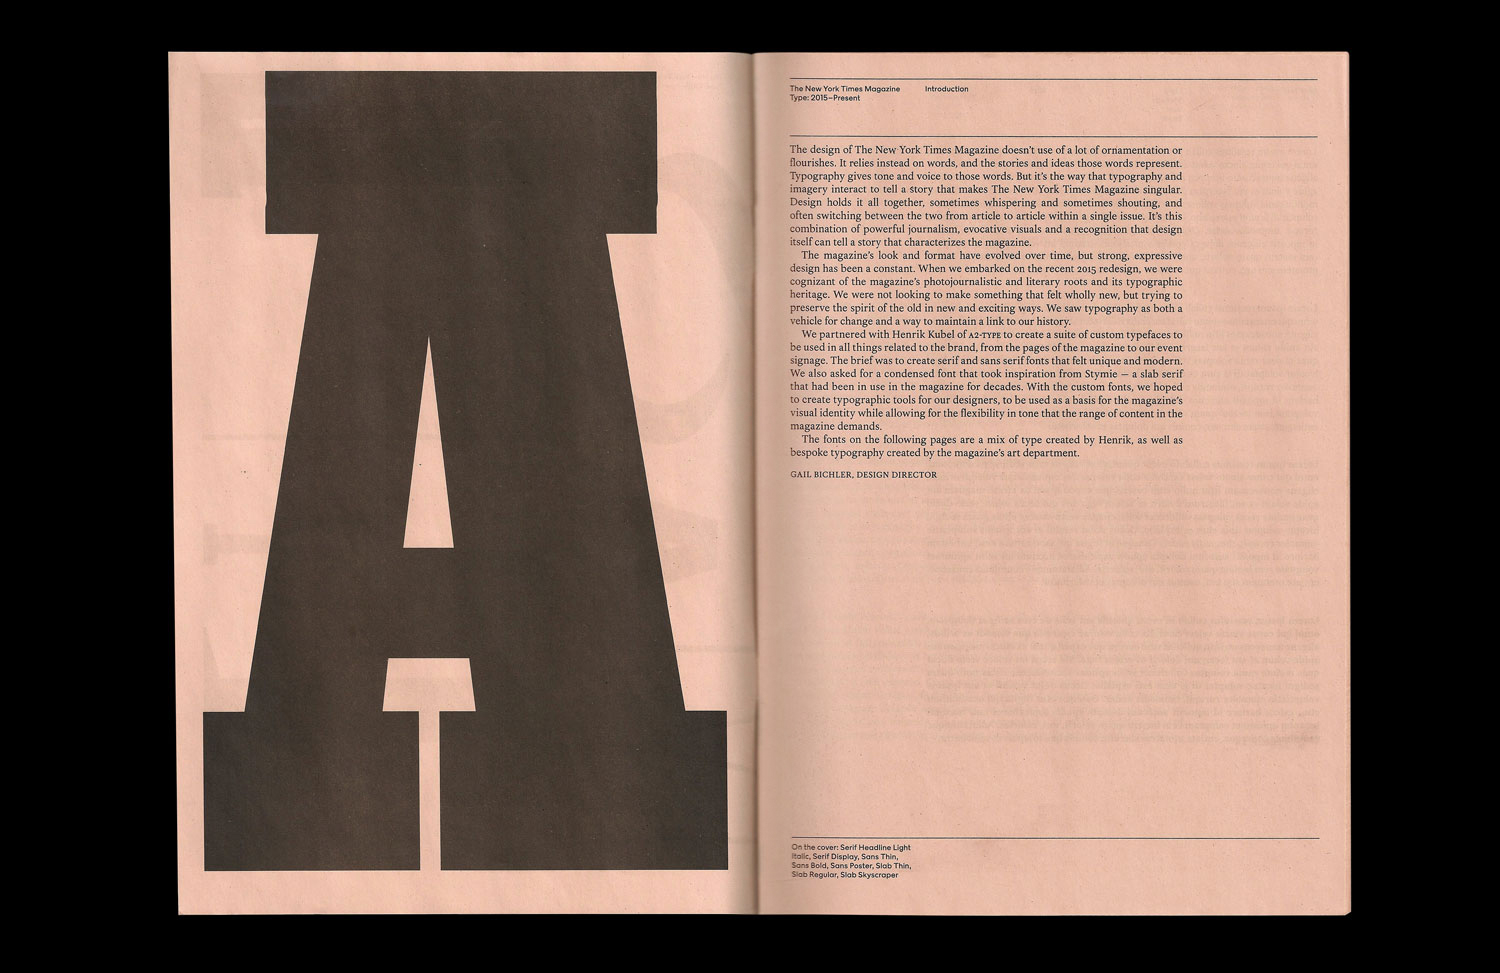 A
The New York Times Magazine
Type: 2015–Present
Introduction
The design of The New York Times Magazine doesn't use of a lot of ornamentation or
flourishes. It relies instead on words, and the stories and ideas those words represent.
Typography gives tone and voice to those words. But it's the way that typography and
imagery interact to tell a story that makes The New York Times Magazine singular.
Design holds it all together, sometimes whispering and sometimes shouting, and
often switching between the two from article to article within a single issue. It's this
combination of powerful journalism, evocative visuals and a recognition that design
itself can tell a story that characterizes the magazine.
The magazine's look and format have evolved over time, but strong, expressive
design has been a constant. When we embarked on the recent 2015 redesign, we were
cognizant of the magazine's photojournalistic and literary roots and its typographic
heritage. We were not looking to make something that felt wholly new, but trying to
preserve the spirit of the old in new and exciting ways. We saw typography as both a
vehicle for change and a way to maintain a link to our history.
We partnered with Henrik Kubel of A2-TYPE to create a suite of custom typefaces to
be used in all things related to the brand, from the pages of the magazine to our event
signage. The brief was to create serif and sans serif fonts that felt unique and modern.
We also asked for a condensed font that took inspiration from Stymie — a slab serif
that had been in use in the magazine for decades. With the custom fonts, we hoped
to create typographic tools for our designers, to be used as a basis for the magazine's
visual identity while allowing for the flexibility in tone that the range of content in the
magazine demands.
The fonts on the following pages are a mix of type created by Henrik, as well as
bespoke typography created by the magazine's art department.
GAIL BICHLER, DESIGN DIRECTOR
On the cover: Serif Headline Light
Italic, Serif Display, Sans Thin,
Sans Bold, Sans Poster, Slab Thin,
Slab Regular, Slab Skyscraper